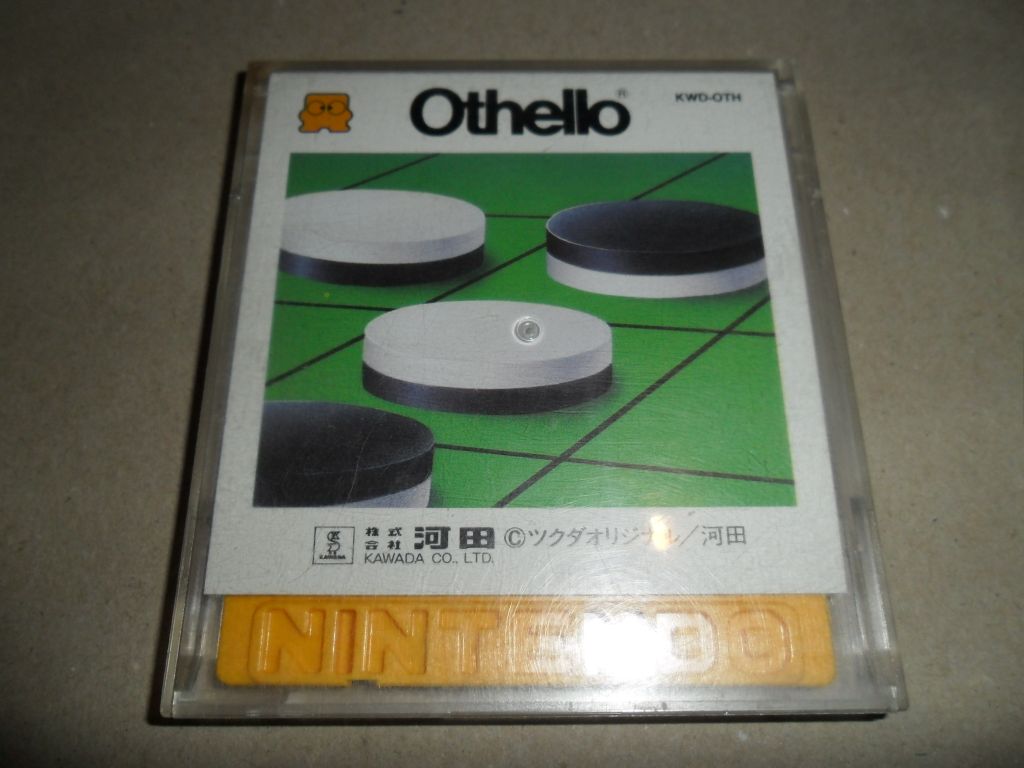 Othello®
KWD-OTH
KAWADA
株式会社 河田
KAWADA CO., LTD.
©ツクダオリジナル/河田
NINTENDO